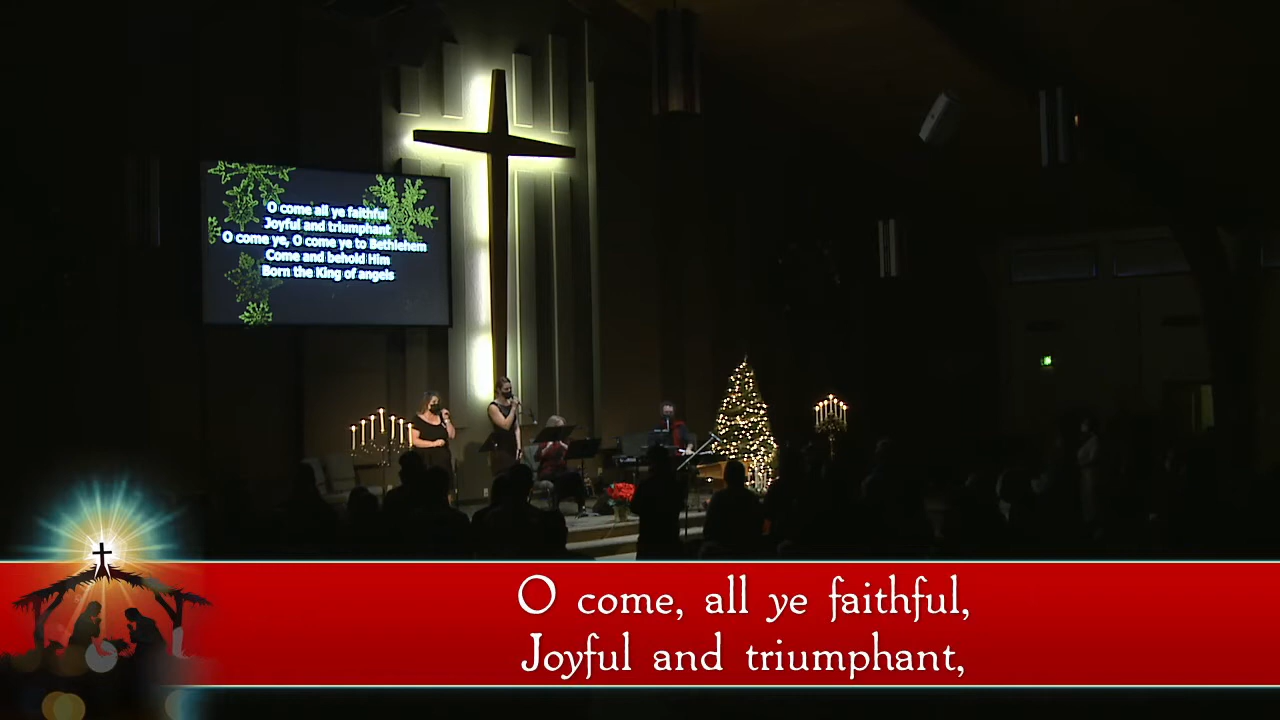 O come all ye faithful
Joyful and triumphant
O come ye, O come ye to Bethlehem
Come and behold Him
Born the King of angels
O come, all ye faithful,
Joyful and triumphant,